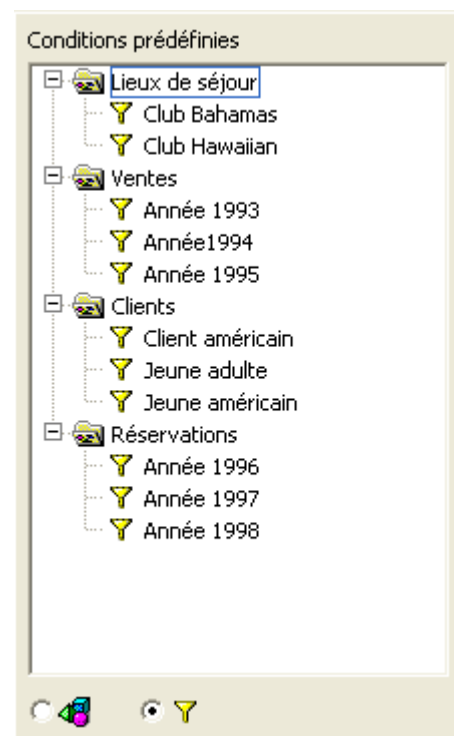 Conditions prédéfinies
Lieux de séjour
Club Bahamas
Club Hawaiian
Ventes
Année 1993
Année1994
Année 1995
Clients
Client américain
Jeune adulte
Jeune américain
Réservations
Année 1996
Année 1997
Année 1998